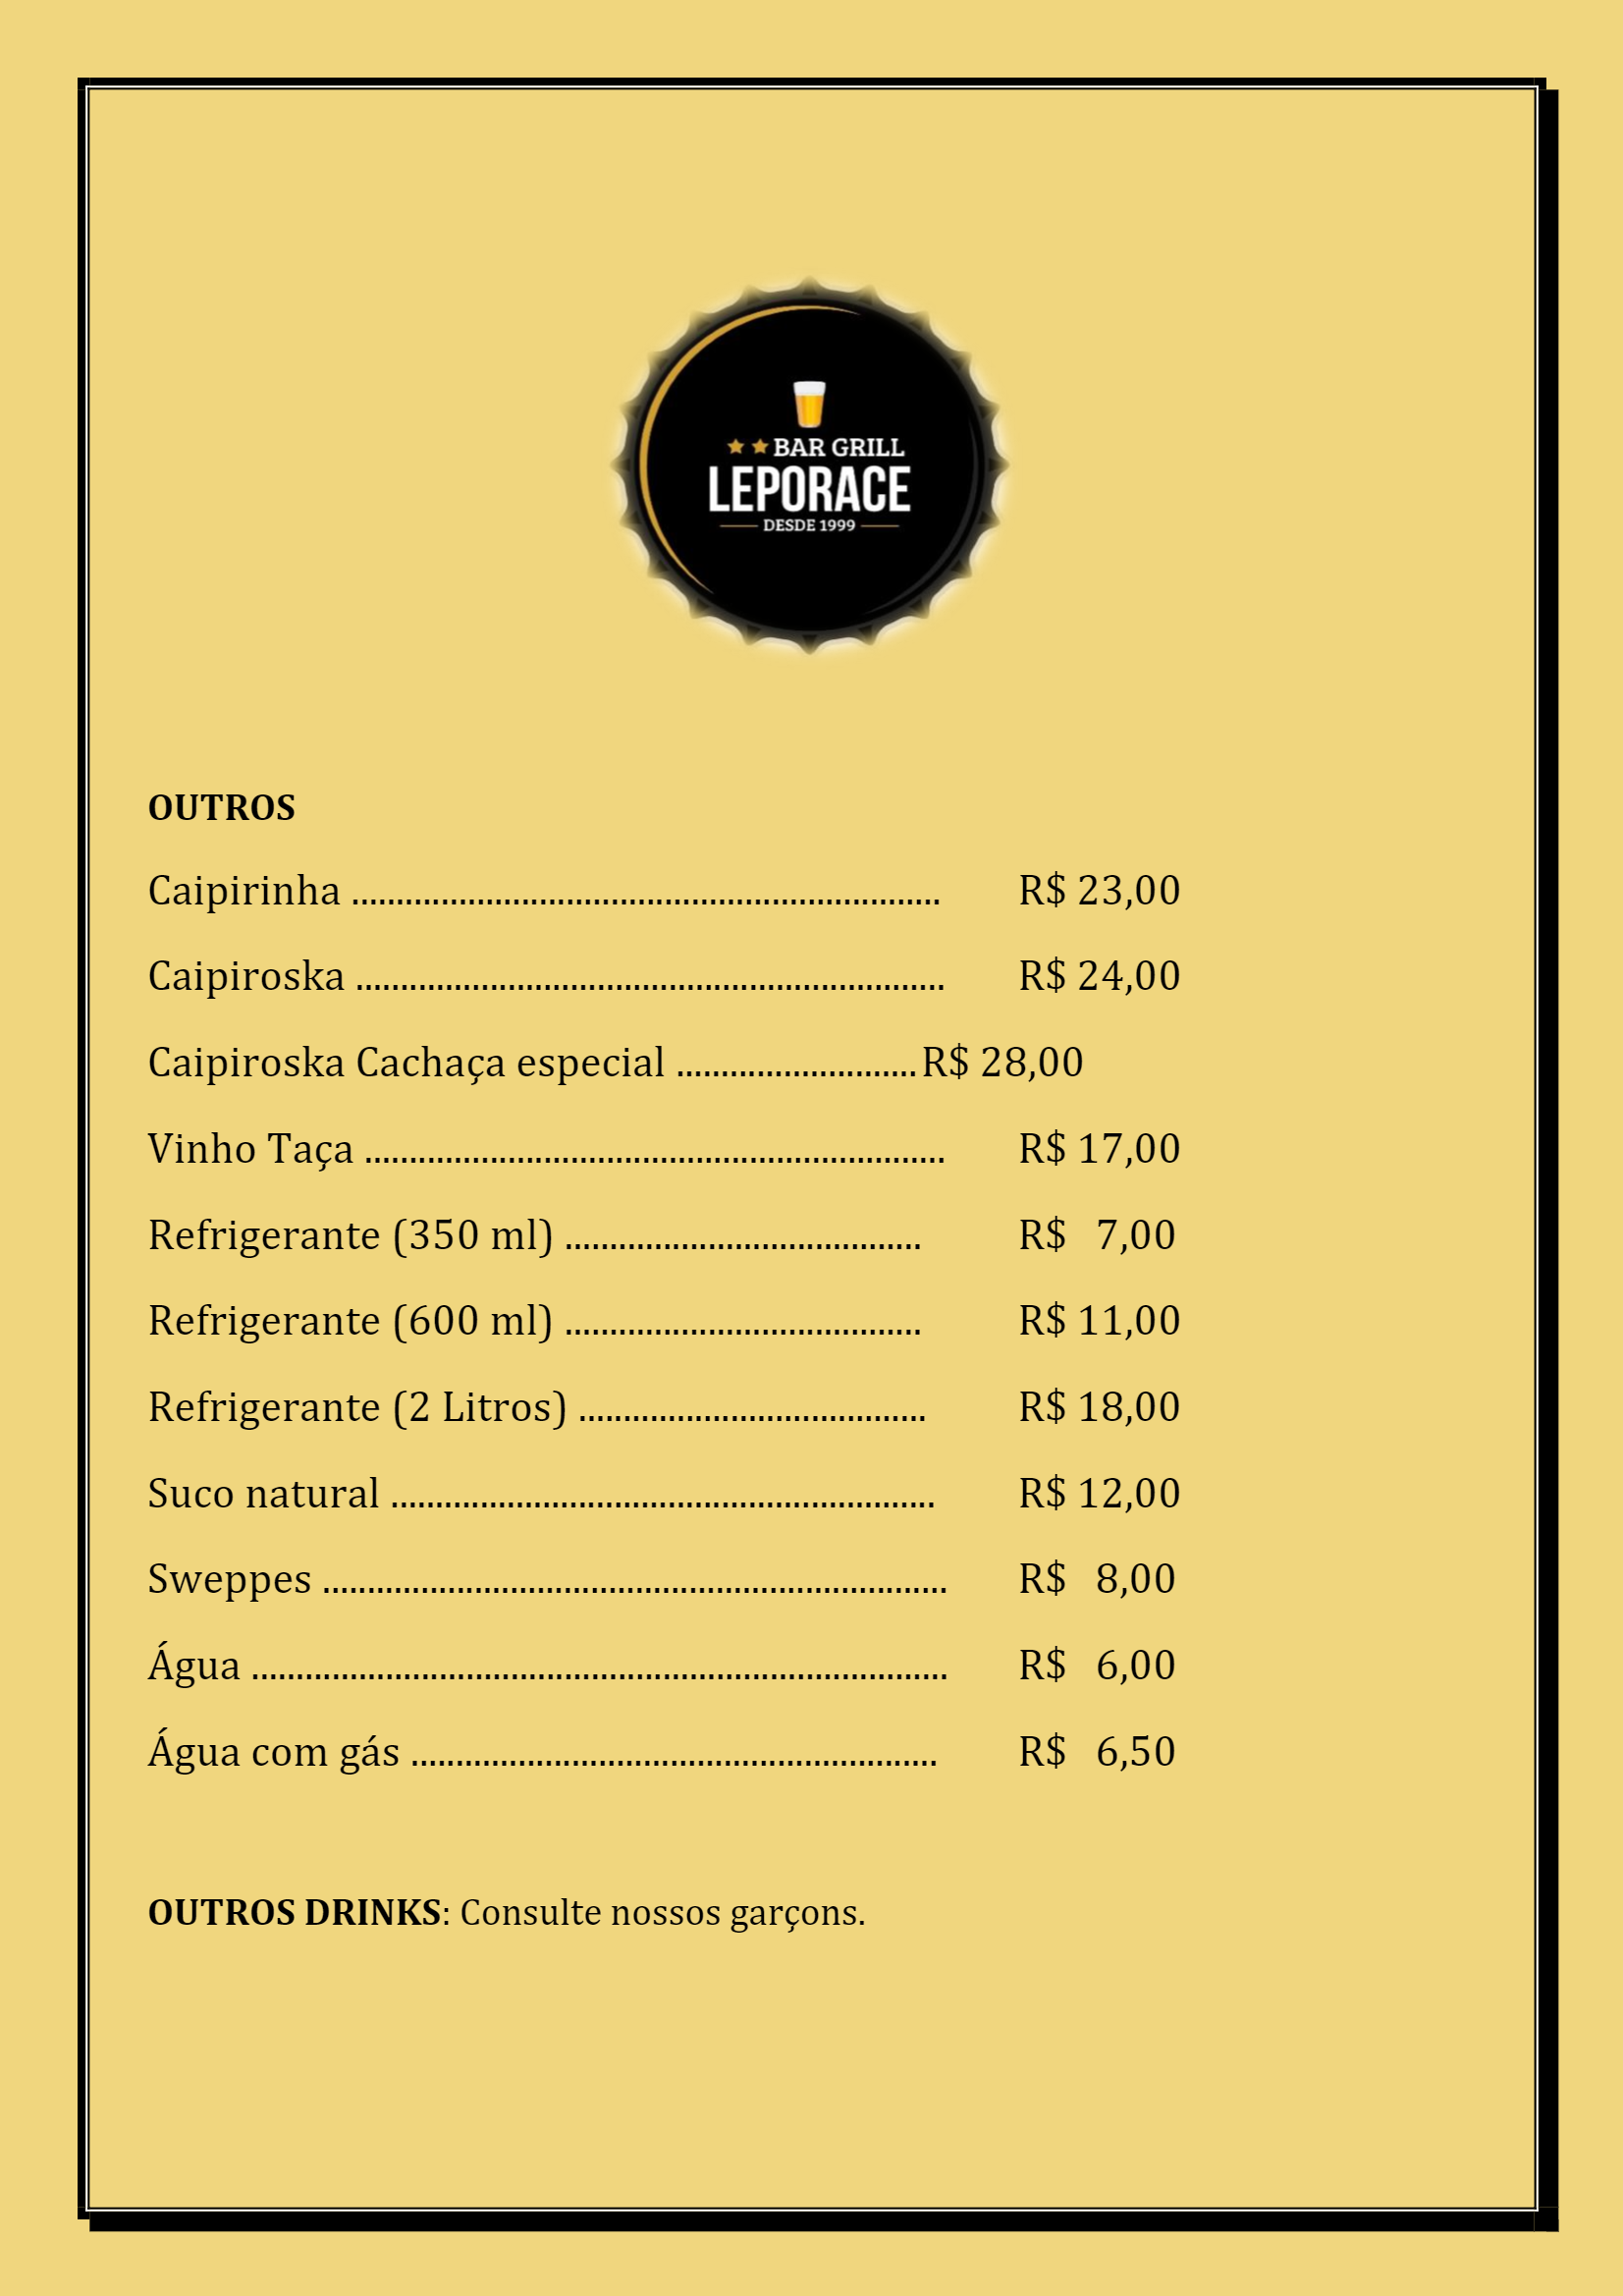 BAR GRILL
LEPORACE
DESDE 1999
OUTROS
Caipirinha .................................................................. R$ 23,00
Caipiroska .................................................................. R$ 24,00
Caipiroska Cachaça especial ...........................R$ 28,00
Vinho Taça ................................................................. R$ 17,00
Refrigerante (350 ml) ........................................ R$ 7,00
Refrigerante (600 ml) ........................................ R$ 11,00
Refrigerante (2 Litros) ....................................... R$ 18,00
Suco natural ............................................................. R$ 12,00
Sweppes ...................................................................... R$ 8,00
Água .............................................................................. R$ 6,00
Água com gás ........................................................... R$ 6,50
OUTROS DRINKS: Consulte nossos garçons.